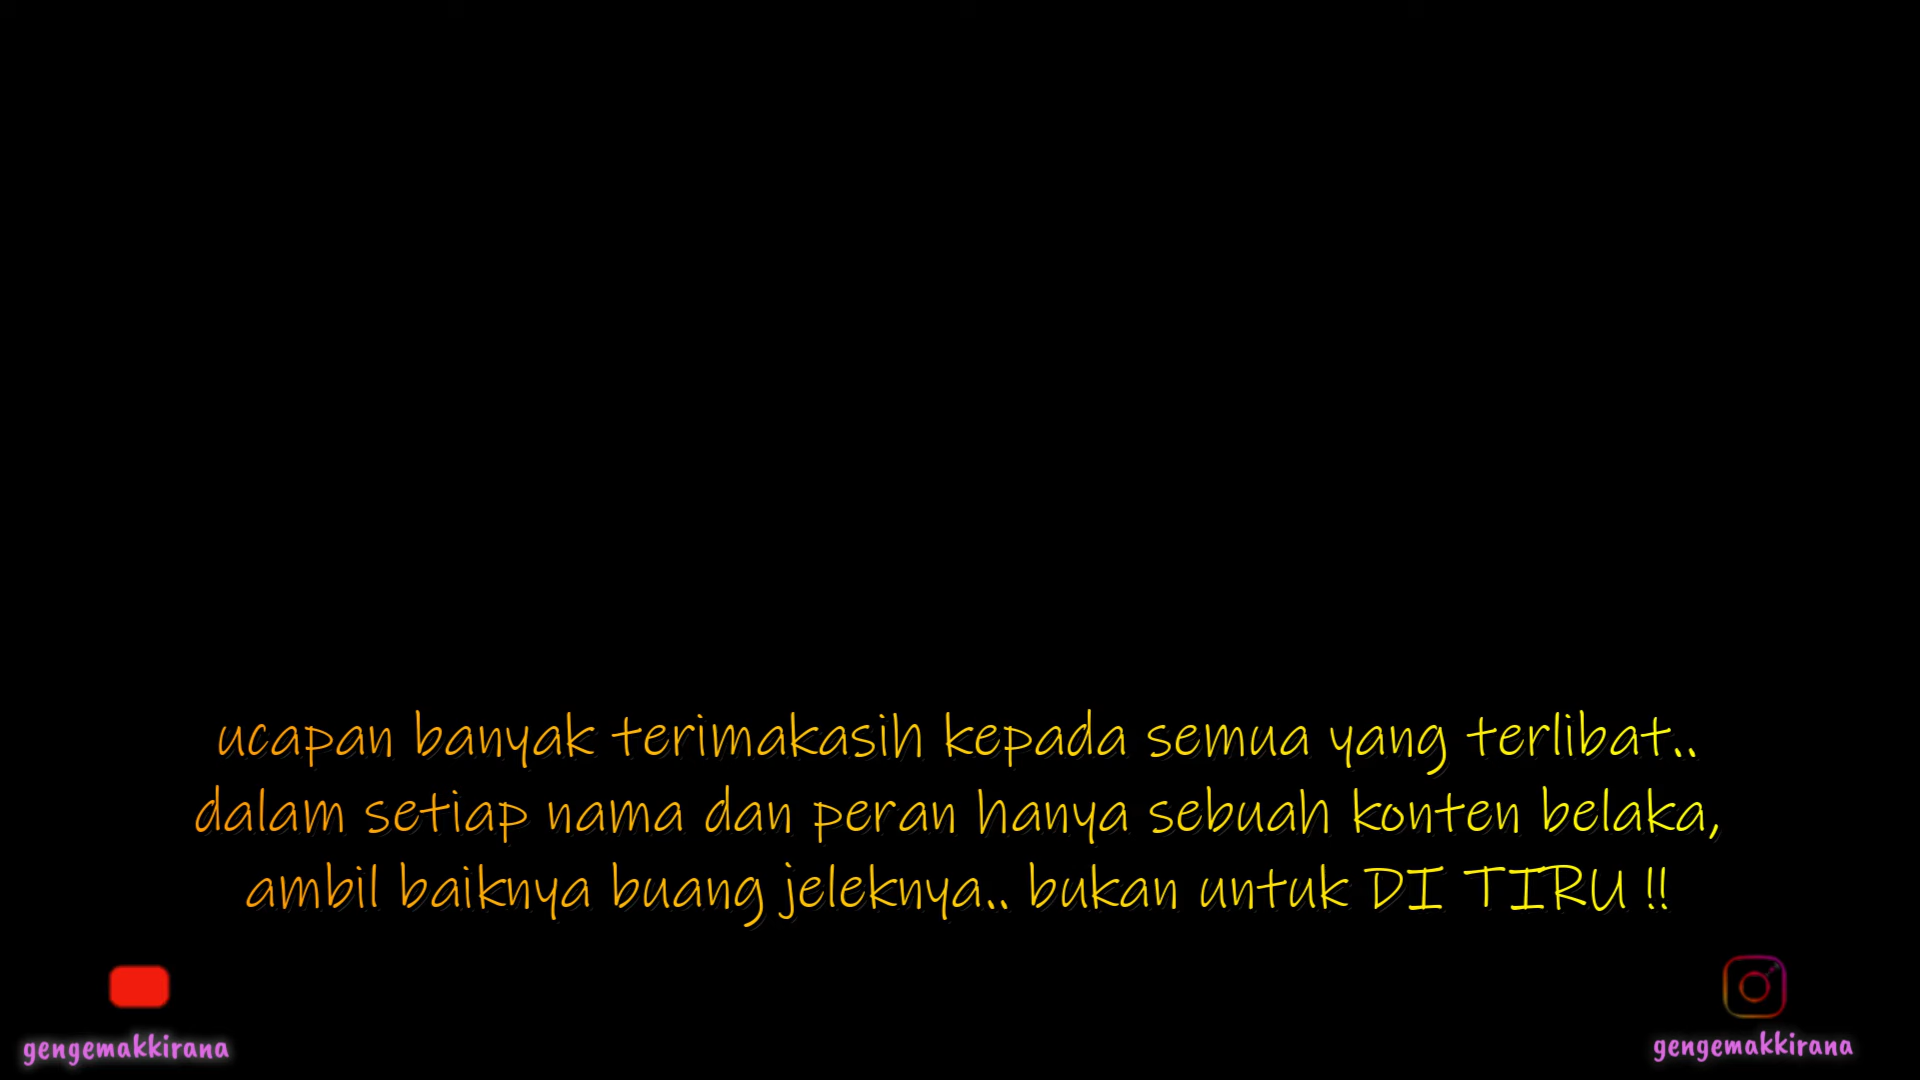 ucapan banyak terimakasih kepada semua yang terlibat..
dalam setiap nama dan peran hanya sebuah konten belaka,
ambil baiknya buang jeleknya.. bukan untuk DI TIRU !!
gengemakkirana
gengemakkirana